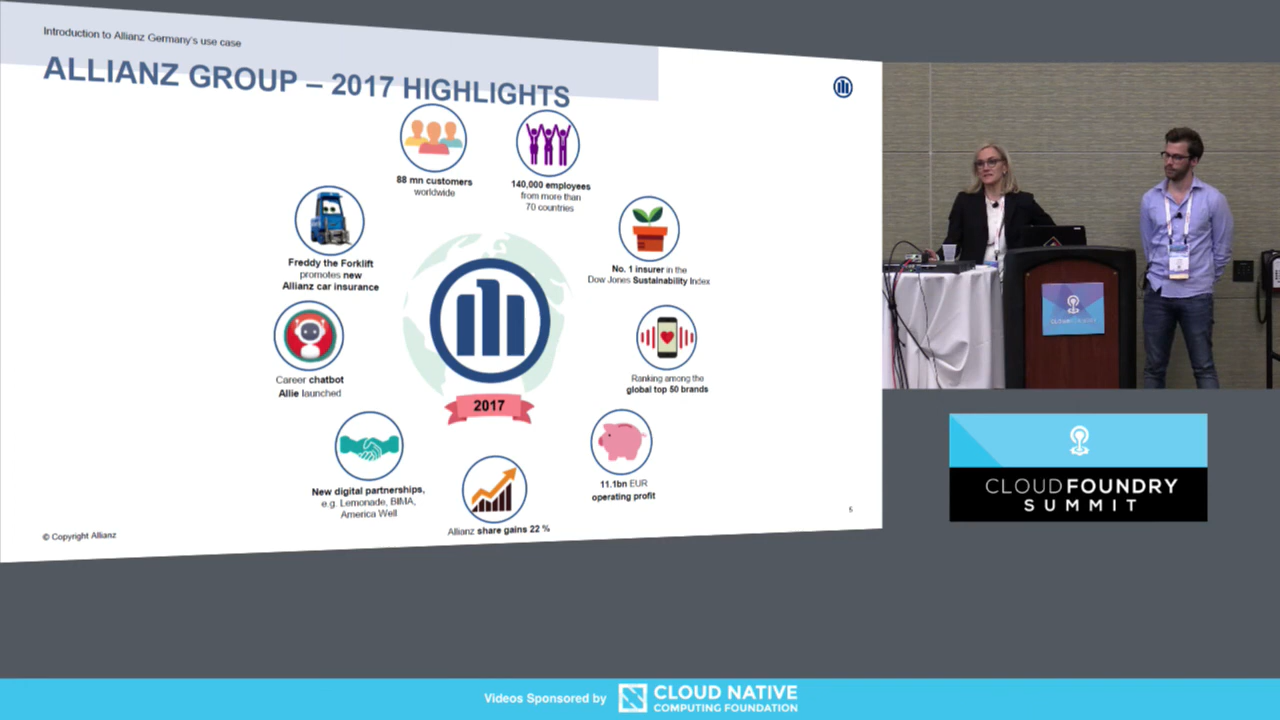 Introduction to Allianz Germany's use case
ALLIANZ GROUP – 2017 HIGHLIGHTS
88 mn customers
worldwide
140,000 employees
from more than
70 countries
Freddy the Forklift
promotes new
Allianz car insurance
No. 1 insurer in the
Dow Jones Sustainability Index
Career chatbot
Allie launched
Ranking among the
global top 50 brands
2017
New digital partnerships,
e.g. Lemonade, BIMA,
America Well
11.1bn EUR
operating profit
Allianz share gains 22 %
5
© Copyright Allianz
CLOUDFOUNDRY
SUMMIT
Videos Sponsored by
CLOUD NATIVE
COMPUTING FOUNDATION